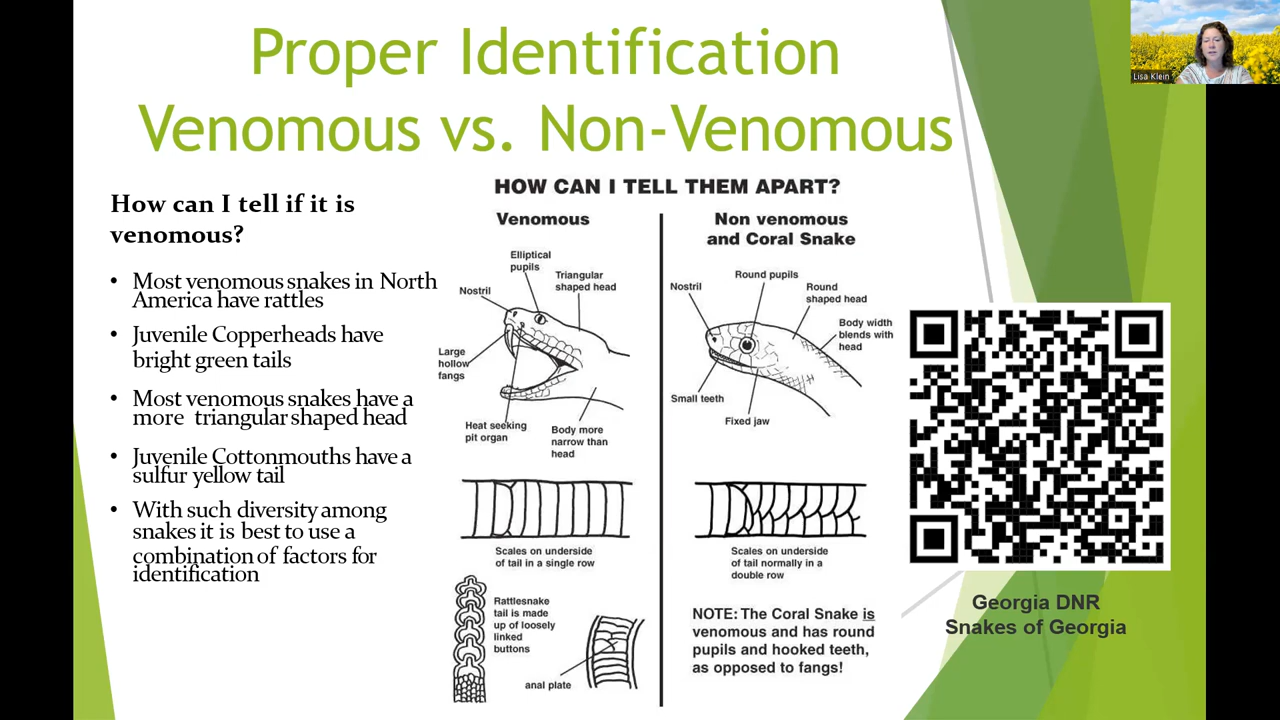 Proper Identification
Venomous vs. Non-Venomous
Lisa Klein
How can I tell if it is
venomous?
• Most venomous snakes in North
America have rattles
• Juvenile Copperheads have
bright green tails
• Most venomous snakes have a
more triangular shaped head
• Juvenile Cottonmouths have a
sulfur yellow tail
• With such diversity among
snakes it is best to use a
combination of factors for
identification
HOW CAN I TELL THEM APART?
Venomous
Elliptical
pupils
Triangular
shaped head
Nostril
Large
hollow
fangs
Heat seeking
pit organ
Body more
narrow than
head
Scales on underside
of tail in a single row
Rattlesnake
tail is made
up of loosely
linked
buttons
anal plate
Non venomous
and Coral Snake
Round pupils
Nostril
Round
shaped head
Body width
blends with
head
Small teeth
Fixed jaw
Scales on underside
of tail normally in a
double row
NOTE: The Coral Snake is
venomous and has round
pupils and hooked teeth,
as opposed to fangs!
Georgia DNR
Snakes of Georgia